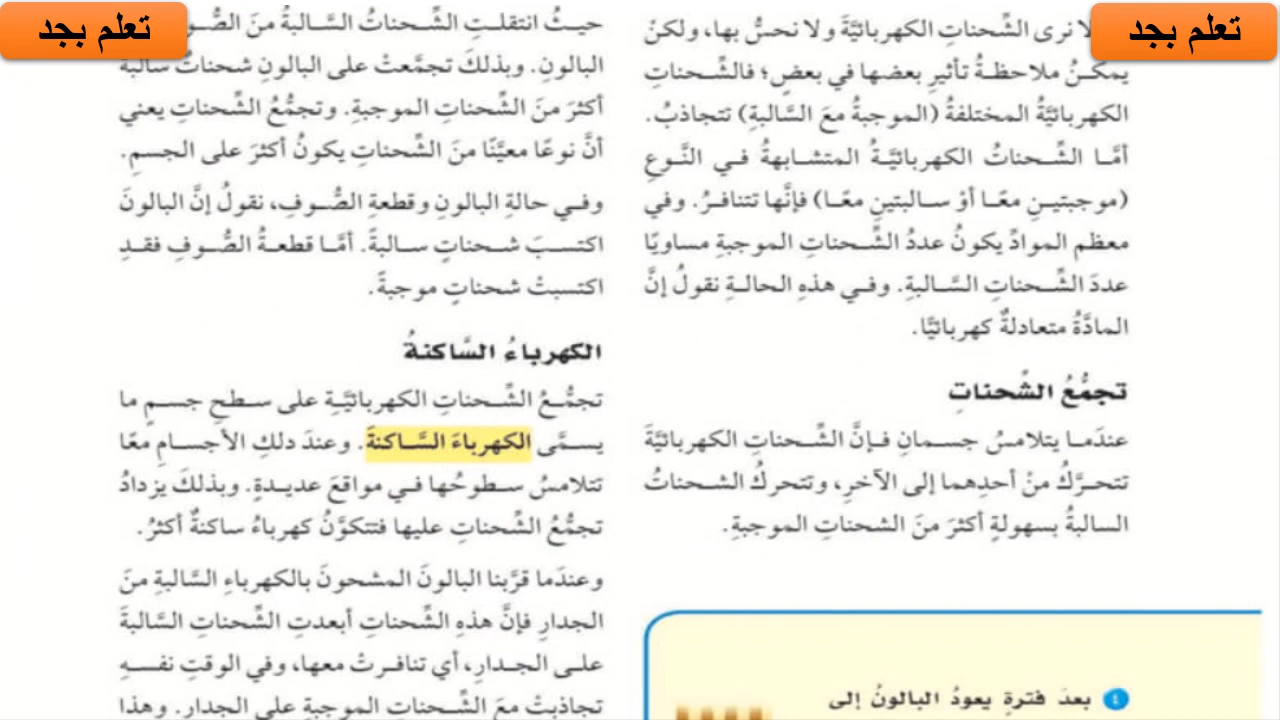 تعلم بجد
لا نرى الشِّحناتِ الكهربائيَّةَ ولا نحسُّ بها، ولكنْ
يمكنُ ملاحظةُ تأثيرِ بعضها في بعضٍ؛ فالشِّحناتِ
الكهربائيَّةُ المختلفةُ (الموجبةُ معَ السَّالبةِ) تتجاذبُ.
أمَّا الشِّحناتُ الكهربائيَّةُ المتشابهةُ في النَّوعِ
(موجبتينِ معًا أوْ سالبتينِ معًا) فإنَّها تتنافرُ. وفي
معظمِ الموادِّ يكونُ عددُ الشِّحناتِ الموجبةِ مساويًا
عددَ الشِّحناتِ السَّالبةِ. وفي هذهِ الحالةِ نقولُ إنَّ
المادَّةُ متعادلةٌ كهربائيًّا.
تجمُّعُ الشِّحناتِ
عندَما يتلامسُ جسمانِ فإنَّ الشِّحناتِ الكهربائيَّةَ
تتحرَّكُ منْ أحدِهما إلى الآخرِ، وتتحركُ الشحناتُ
السالبةُ بسهولةٍ أكثرَ منَ الشحناتِ الموجبةِ.
٤ بعدَ فترةٍ يعودُ البالونُ إلى
تعلم بجد
حيثُ انتقلتِ الشِّحناتُ السَّالبةُ منَ
البالونِ. وبذلكَ تجمَّعتْ على البالونِ شحناتٌ سالبةٌ
أكثرَ منَ الشِّحناتِ الموجبةِ. وتجمُّعُ الشِّحناتِ يعني
أنَّ نوعًا معيَّنًا منَ الشِّحناتِ يكونُ أكثرَ على الجسمِ.
وفي حالةِ البالونِ وقطعةِ الصُّوفِ، نقولُ إنَّ البالونَ
اكتسبَ شحناتٍ سالبةً. أمَّا قطعةُ الصُّوفِ فقدِ
اكتسبتْ شحناتٍ موجبةً.
الكهرباءُ السَّاكنةُ
تجمُّعُ الشِّحناتِ الكهربائيَّةِ على سطحِ جسمٍ ما
يسمَّى الكهرباءَ السَّاكنةَ. وعندَ دلكِ الأجسامِ معًا
تتلامسُ سطوحُها في مواقعَ عديدةٍ. وبذلكَ يزدادُ
تجمُّعُ الشِّحناتِ عليها فتتكوَّنُ كهرباءُ ساكنةٌ أكثرُ.
وعندَما قرَّبنا البالونَ المشحونَ بالكهرباءِ السَّالبةِ منَ
الجدارِ فإنَّ هذهِ الشِّحناتِ أبعدتِ الشِّحناتِ السَّالبةَ
على الجدارِ، أي تنافرتْ معها، وفي الوقتِ نفسهِ
تجاذبتْ معَ الشِّحناتِ الموجبةِ على الجدارِ. وهذا